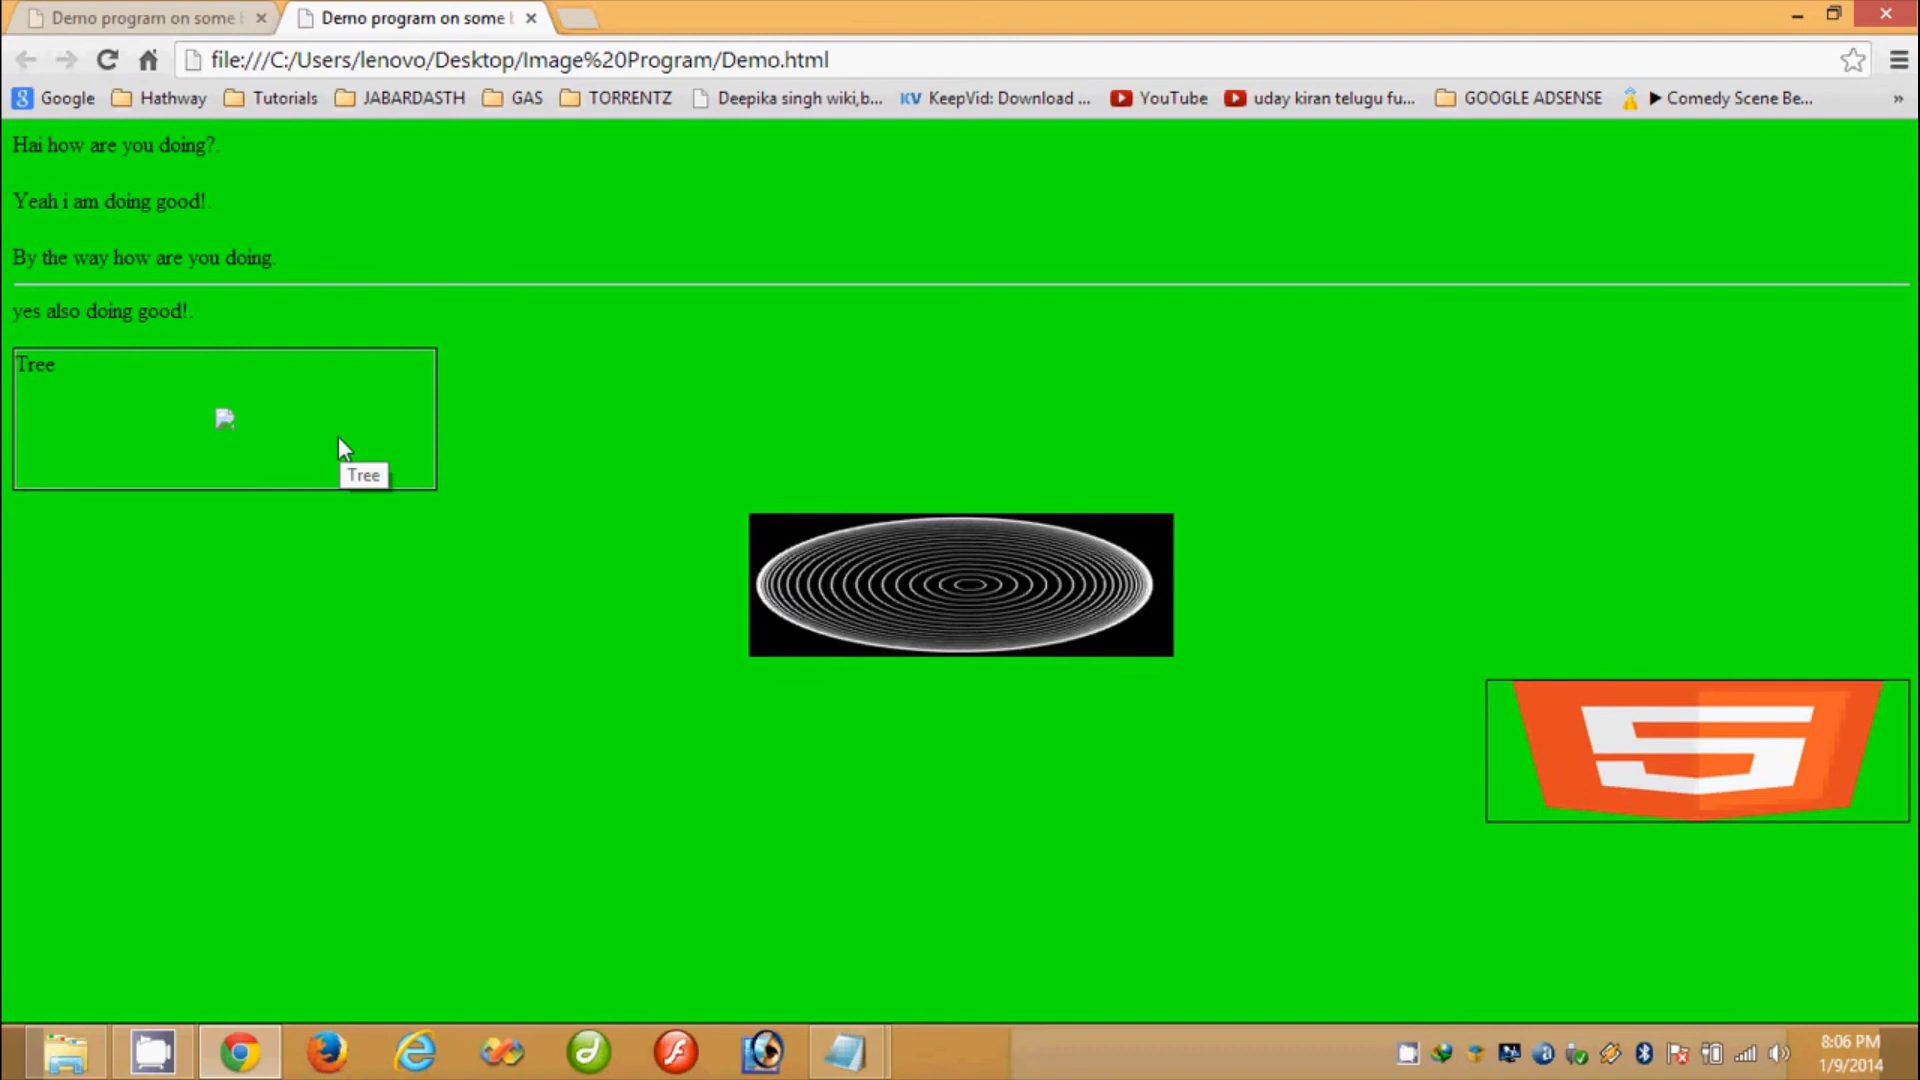 Demo program on some
Demo program on some
file:///C:/Users/lenovo/Desktop/Image%20Program/Demo.html
Google Hathway Tutorials JABARDASTH GAS TORRENTZ Deepika singh wiki,b... KV KeepVid: Download ... YouTube uday kiran telugu fu... GOOGLE ADSENSE ▶ Comedy Scene Be... »
Hai how are you doing?.
Yeah i am doing good!.
By the way how are you doing.
yes also doing good!.
Tree
Tree
5
8:06 PM
1/9/2014